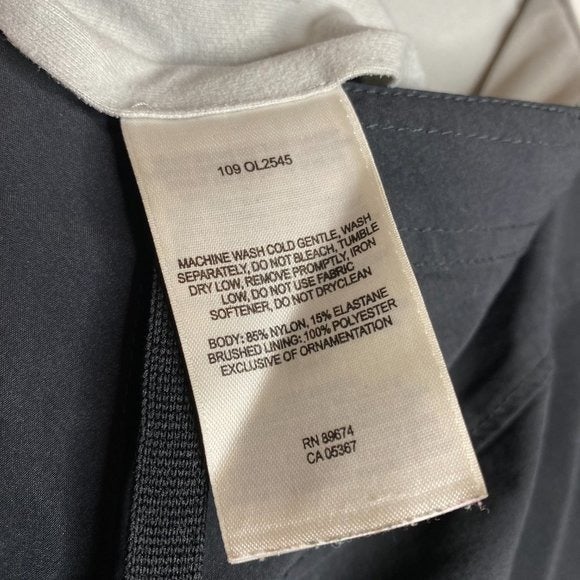 109 OL2545
MACHINE WASH COLD GENTLE, WASH
SEPARATELY, DO NOT BLEACH, TUMBLE
DRY LOW, REMOVE PROMPTLY, IRON
LOW, DO NOT USE FABRIC
SOFTENER, DO NOT DRYCLEAN
BODY: 85% NYLON, 15% ELASTANE
BRUSHED LINING: 100% POLYESTER
EXCLUSIVE OF ORNAMENTATION
RN 89674
CA 05367